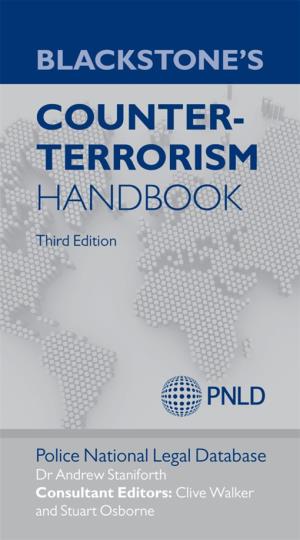 BLACKSTONE'S
COUNTER-
TERRORISM
HANDBOOK
Third Edition
PNLD
Police National Legal Database
Dr Andrew Staniforth
Consultant Editors: Clive Walker
and Stuart Osborne